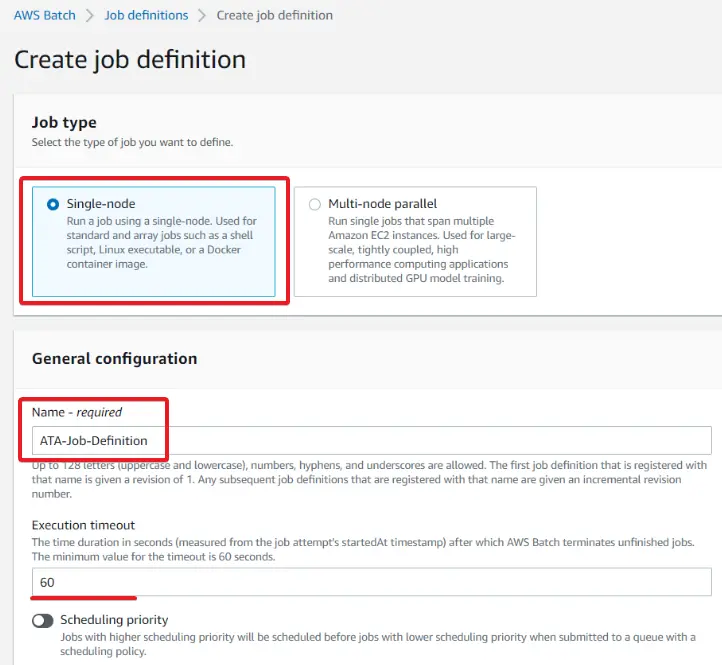 AWS Batch > Job definitions > Create job definition
Create job definition
Job type
Select the type of job you want to define.
Single-node
Run a job using a single-node. Used for
standard and array jobs such as a shell
script, Linux executable, or a Docker
container image.
Multi-node parallel
Run single jobs that span multiple
Amazon EC2 instances. Used for large-
scale, tightly coupled, high
performance computing applications
and distributed GPU model training.
General configuration
Name - required
ATA-Job-Definition
Up to 128 letters (uppercase and lowercase), numbers, hyphens, and underscores are allowed. The first job definition that is registered with
that name is given a revision of 1. Any subsequent job definitions that are registered with that name are given an incremental revision
number.
Execution timeout
The time duration in seconds (measured from the job attempt's startedAt timestamp) after which AWS Batch terminates unfinished jobs.
The minimum value for the timeout is 60 seconds.
60
Scheduling priority
Jobs with higher scheduling priority will be scheduled before jobs with lower scheduling priority when submitted to a queue with a
scheduling policy.